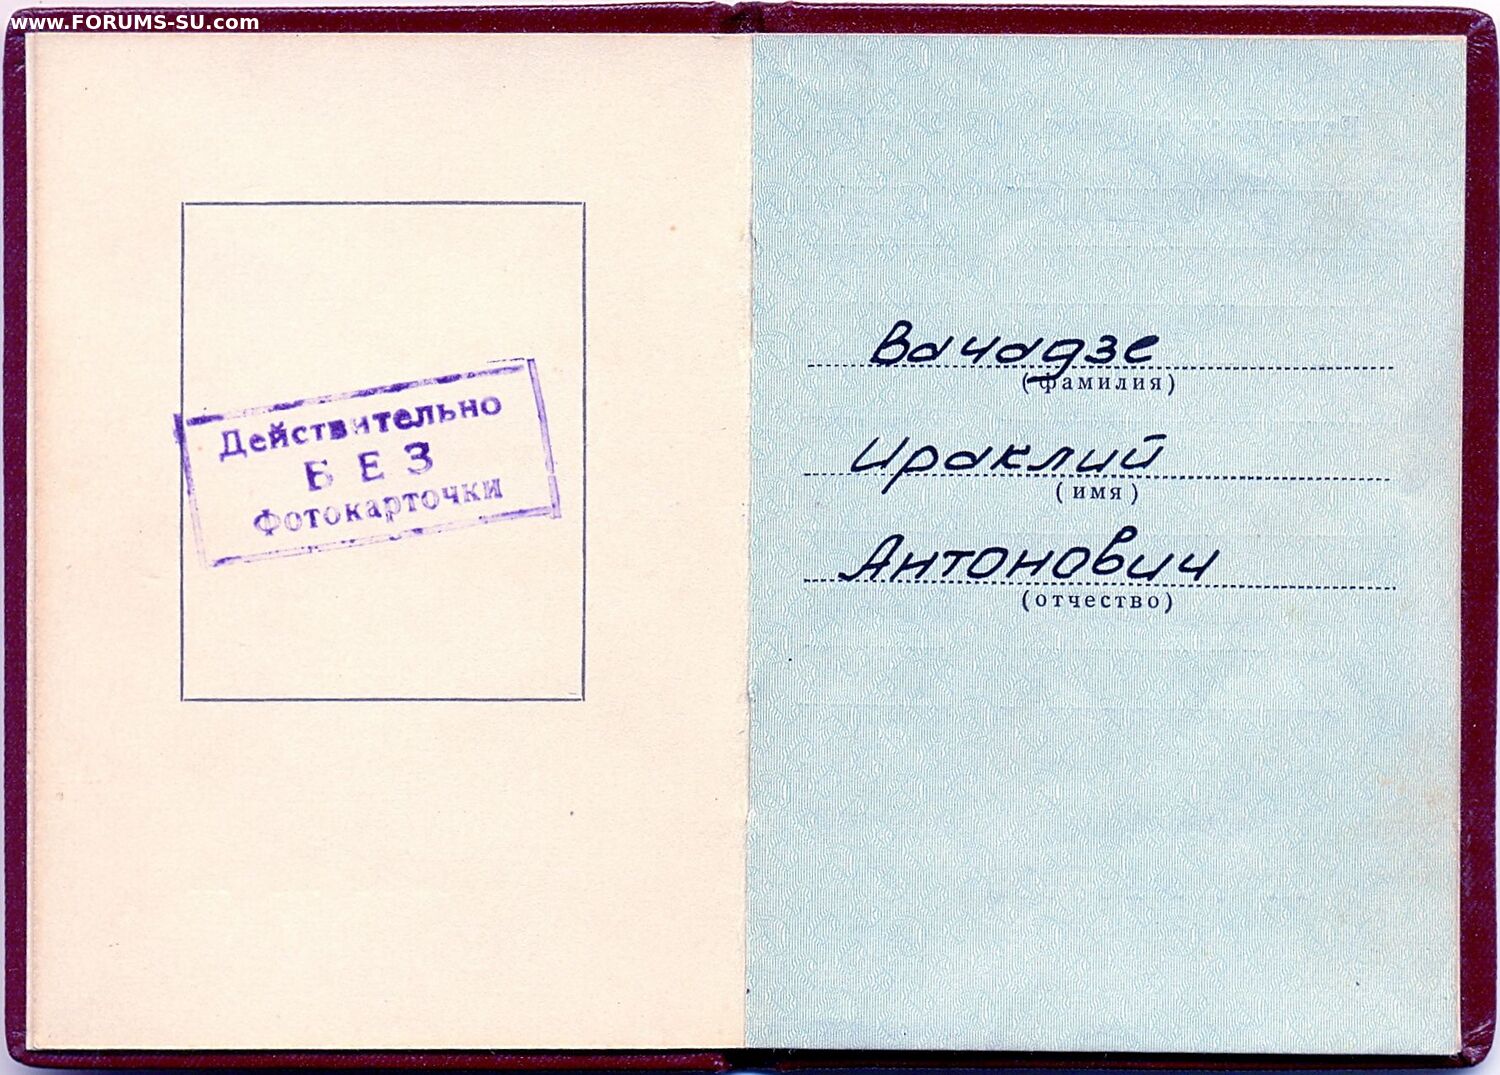 www.FORUMS-SU.com
Действительно
БЕЗ
Фотокарточки
Вачадзе
(фамилия)
Ираклий
(имя)
Антонович
(отчество)